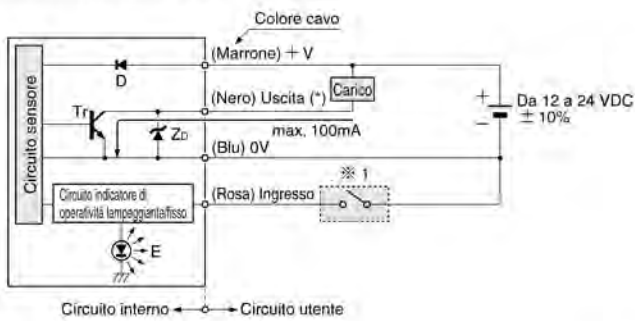 Colore cavo
(Marrone) + V
D
(Nero) Uscita (*)
Carico
Circuito sensore
Tr
ZD
max. 100mA
+
−
Da 12 a 24 VDC
± 10%
(Blu) 0V
※ 1
(Rosa) Ingresso
Circuito indicatore di
operatività lampeggiante/fisso
E
Circuito interno
Circuito utente